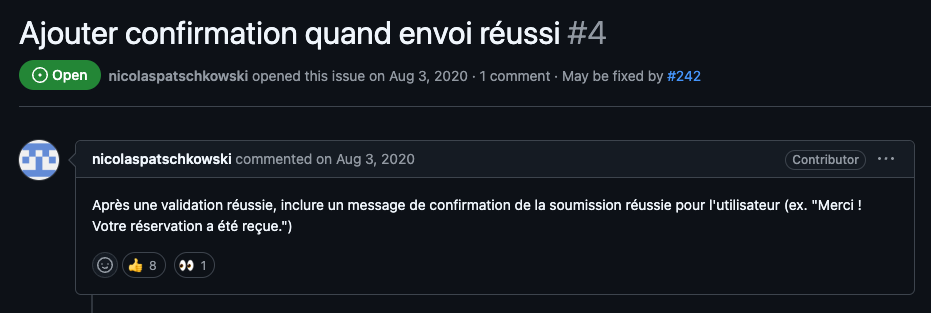 Ajouter confirmation quand envoi réussi #4
Open nicolaspatschkowski opened this issue on Aug 3, 2020 · 1 comment · May be fixed by #242
nicolaspatschkowski commented on Aug 3, 2020 Contributor ···
Après une validation réussie, inclure un message de confirmation de la soumission réussie pour l'utilisateur (ex. "Merci !
Votre réservation a été reçue.")
👍 8 👀 1